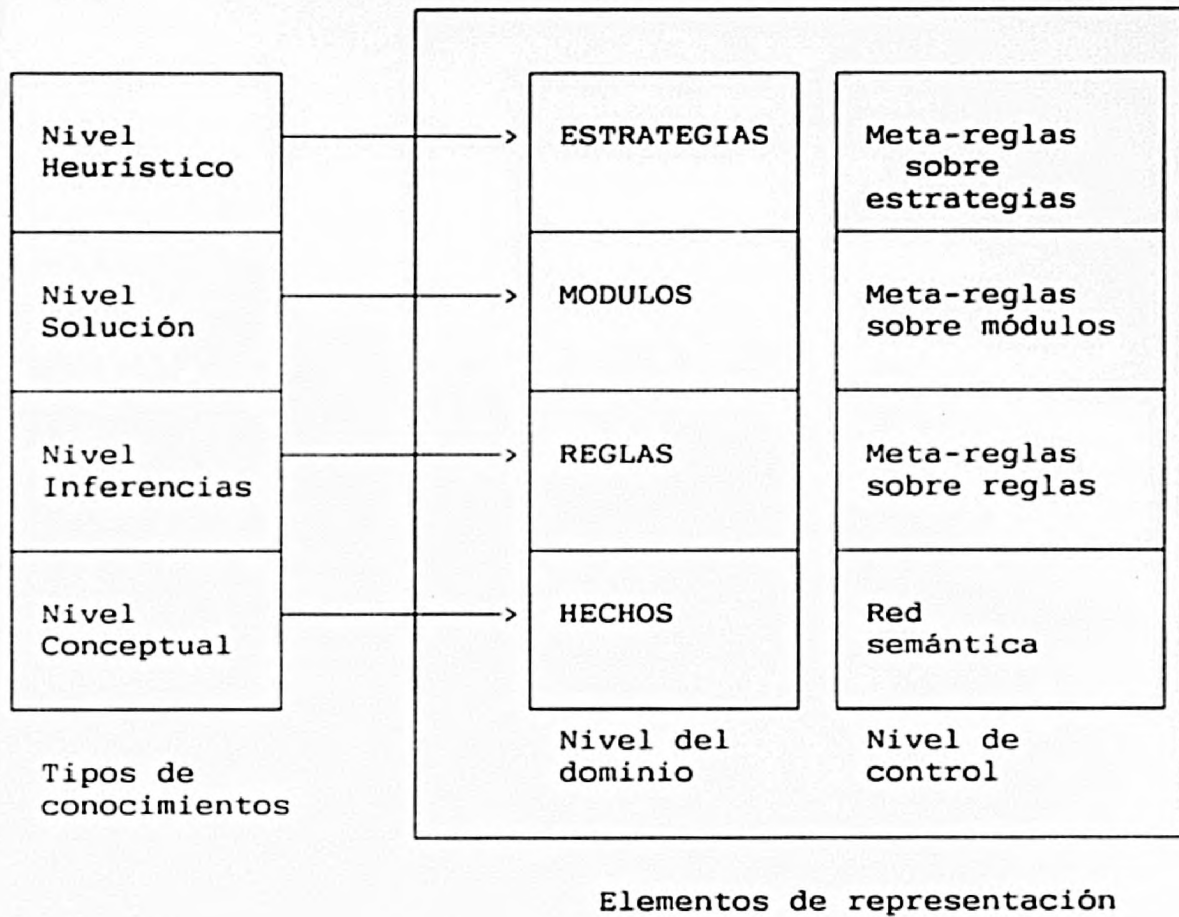 Nivel
Heurístico
ESTRATEGIAS
Meta-reglas
sobre
estrategias
Nivel
Solución
MODULOS
Meta-reglas
sobre módulos
Nivel
Inferencias
REGLAS
Meta-reglas
sobre reglas
Nivel
Conceptual
HECHOS
Red
semántica
Tipos de
conocimientos
Nivel del
dominio
Nivel de
control
Elementos de representación